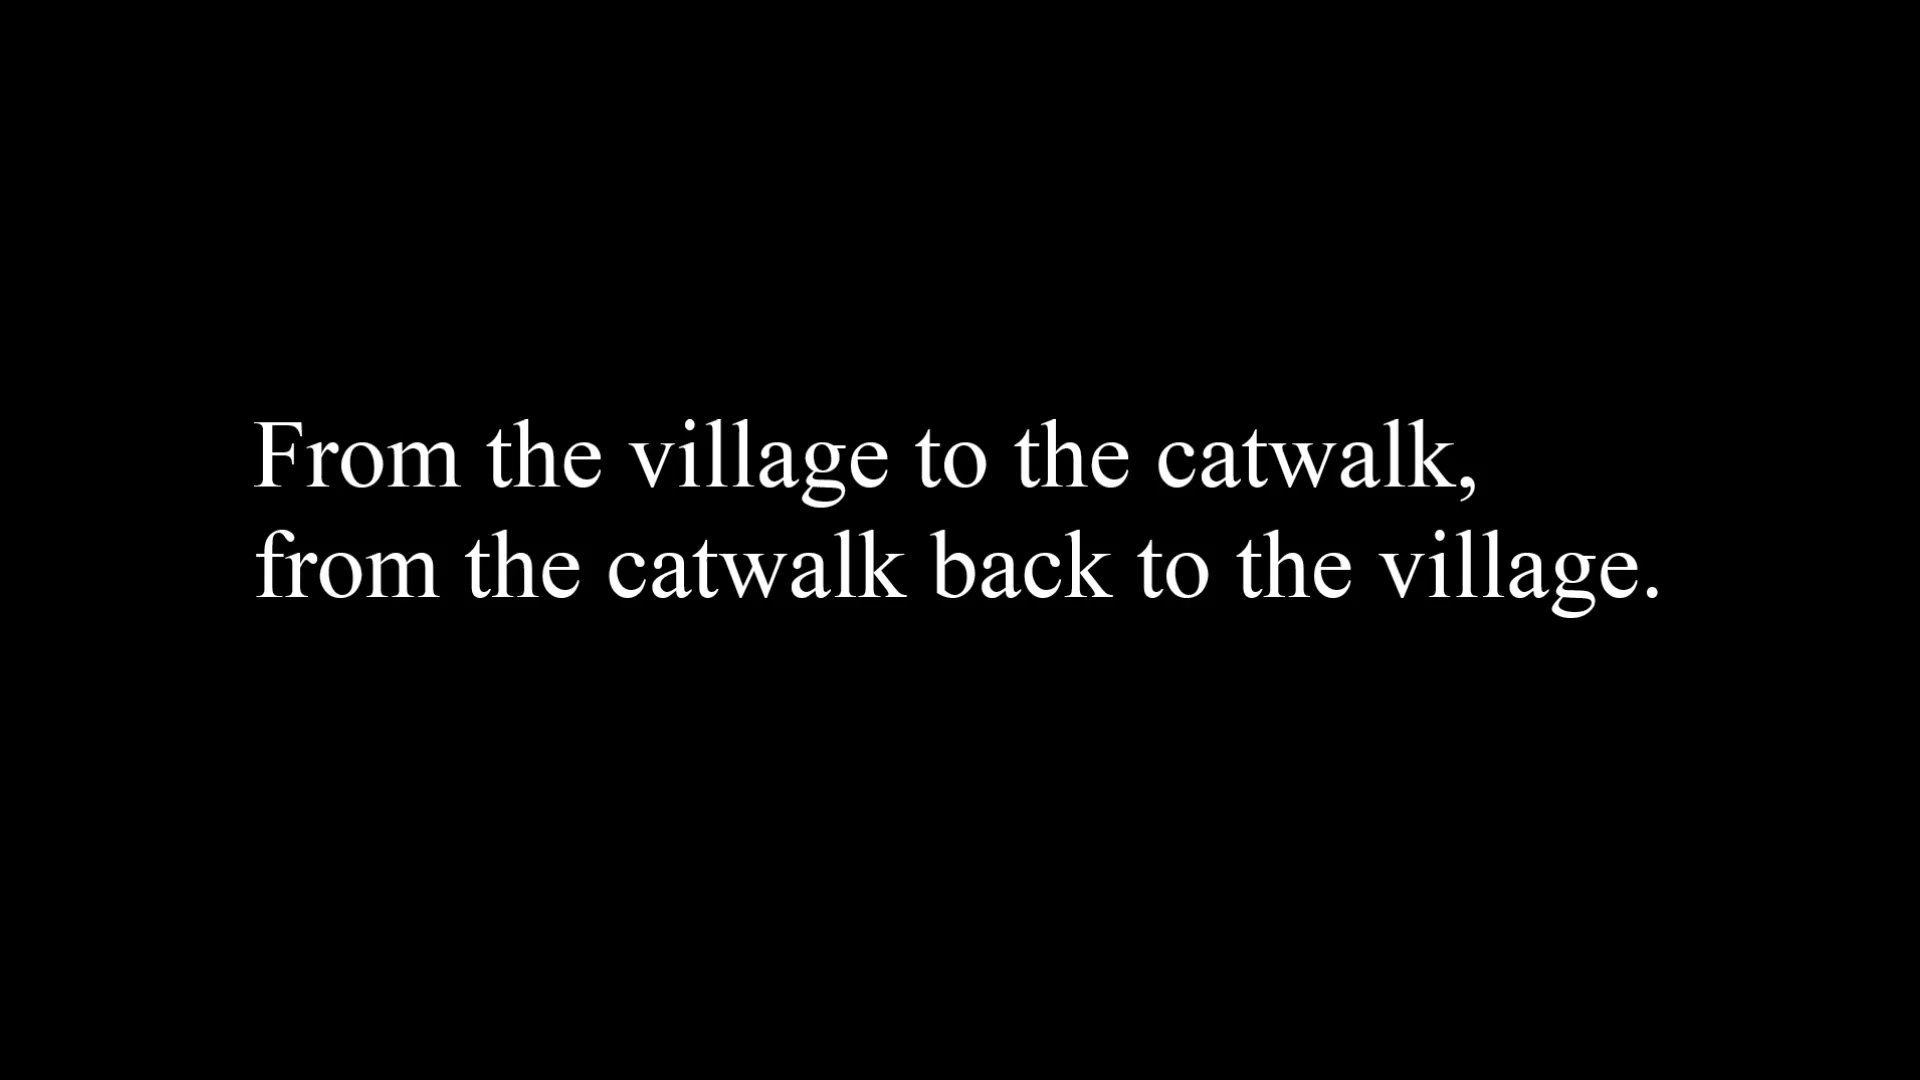 From the village to the catwalk,
from the catwalk back to the village.